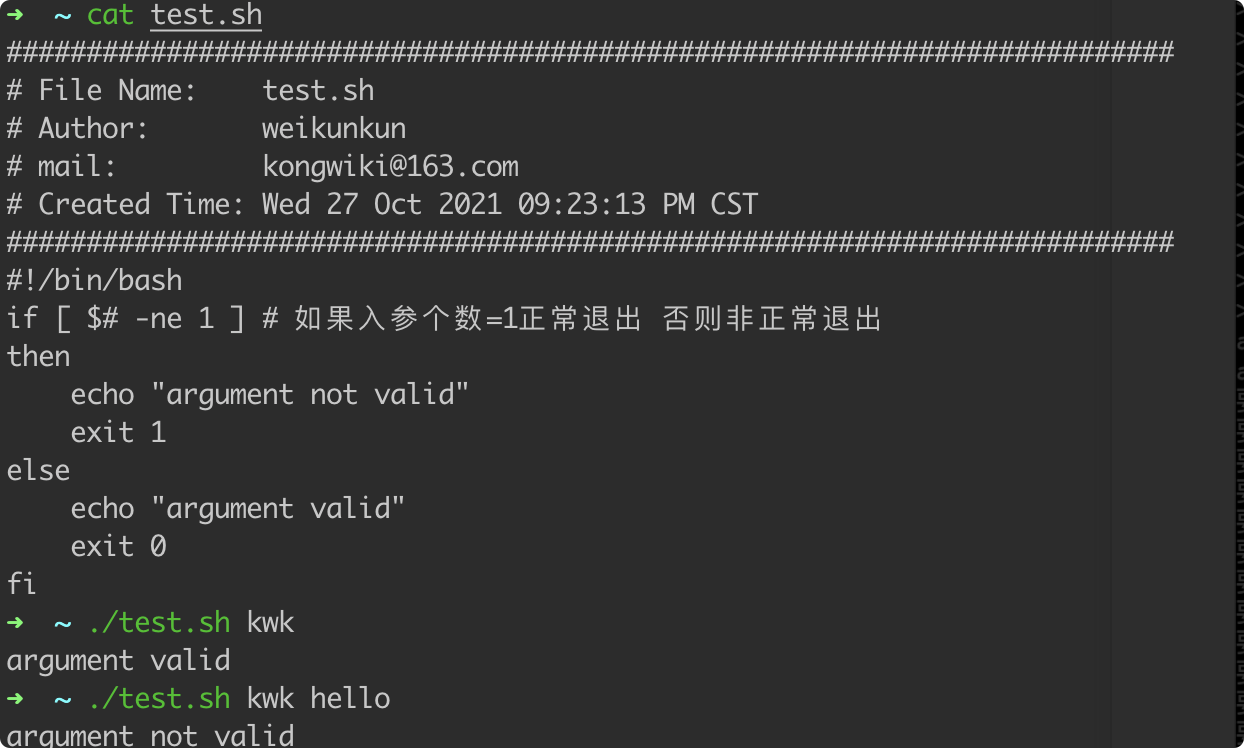 ➜  ~ cat test.sh
#########################################################################
# File Name:    test.sh
# Author:       weikunkun
# mail:         kongwiki@163.com
# Created Time: Wed 27 Oct 2021 09:23:13 PM CST
#########################################################################
#!/bin/bash
if [ $# -ne 1 ] # 如果入参个数=1正常退出 否则非正常退出
then
    echo "argument not valid"
    exit 1
else
    echo "argument valid"
    exit 0
fi
➜  ~ ./test.sh kwk
argument valid
➜  ~ ./test.sh kwk hello
argument not valid